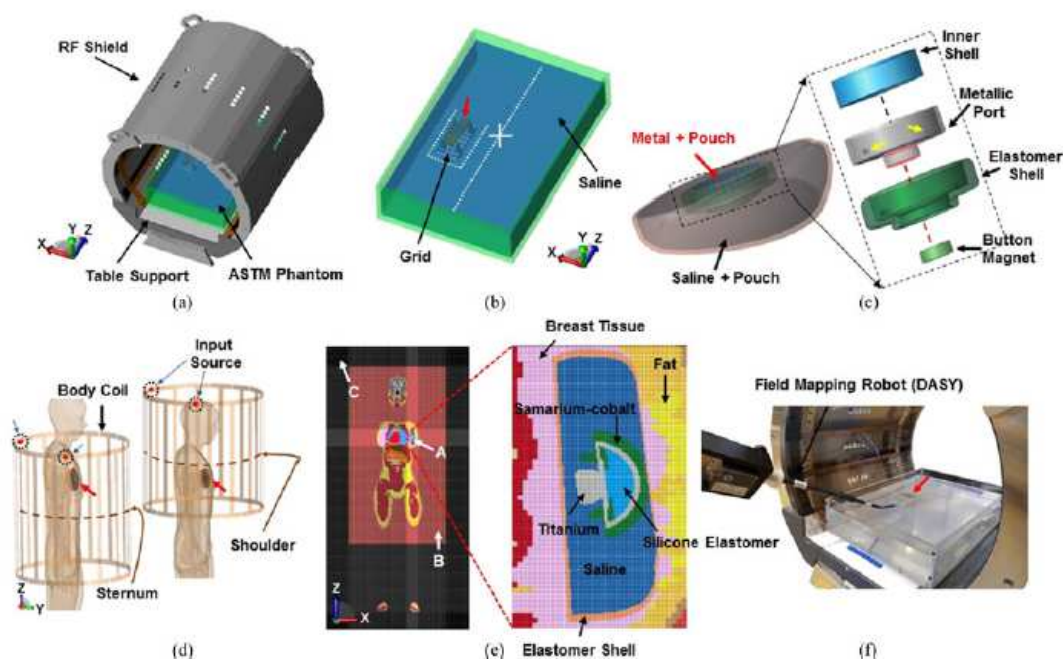 RF Shield
X
Y
Z
Table Support
ASTM Phantom
(a)
Saline
Grid
X
Y
Z
(b)
Inner
Shell
Metallic
Port
Metal + Pouch
Elastomer
Shell
Button
Magnet
Saline + Pouch
(c)
Input
Source
Body Coil
Shoulder
Sternum
Z
Y
(d)
C
A
B
Z
X
Breast Tissue
Fat
Samarium-cobalt
Titanium
Silicone Elastomer
Saline
Elastomer Shell
(e)
Field Mapping Robot (DASY)
(f)